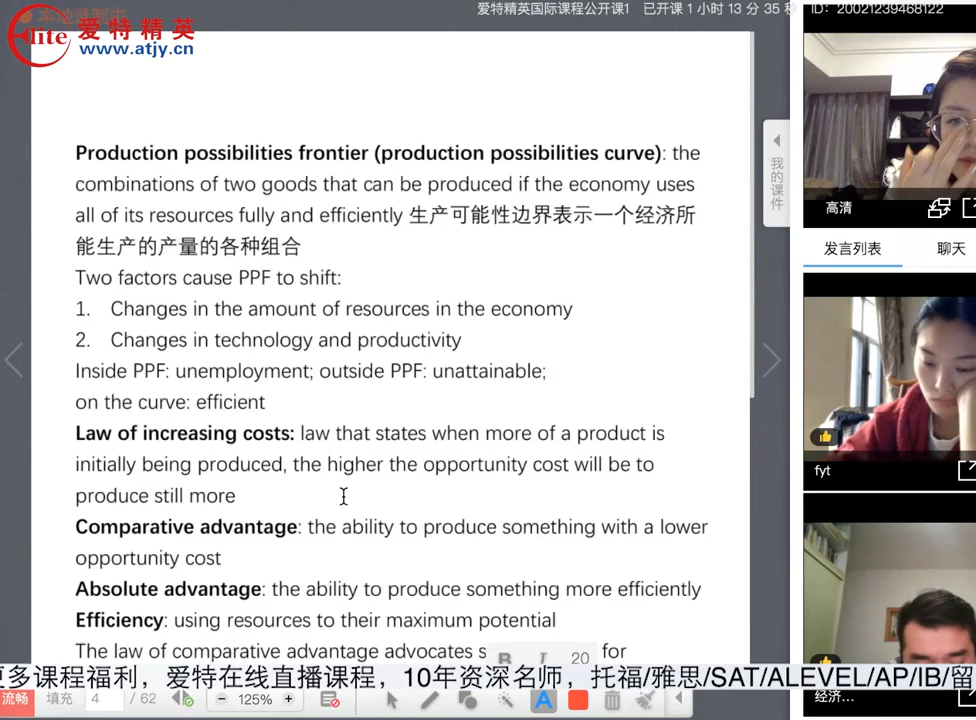 本地录制中
爱特精英
Elite
www.atjy.cn
爱特精英国际课程公开课1 已开课 1 小时 13 分 35 秒
ID：20021239468122
Production possibilities frontier (production possibilities curve): the
combinations of two goods that can be produced if the economy uses
all of its resources fully and efficiently 生产可能性边界表示一个经济所
能生产的产量的各种组合
Two factors cause PPF to shift:
1. Changes in the amount of resources in the economy
2. Changes in technology and productivity
Inside PPF: unemployment; outside PPF: unattainable;
on the curve: efficient
Law of increasing costs: law that states when more of a product is
initially being produced, the higher the opportunity cost will be to
produce still more
Comparative advantage: the ability to produce something with a lower
opportunity cost
Absolute advantage: the ability to produce something more efficiently
Efficiency: using resources to their maximum potential
The law of comparative advantage advocates s for
B I 20
我的课件
高清
发言列表 聊天
fyt
经济...
更多课程福利，爱特在线直播课程，10年资深名师，托福/雅思/SAT/ALEVEL/AP/IB/留
流畅 填充 4 / 62 125% A